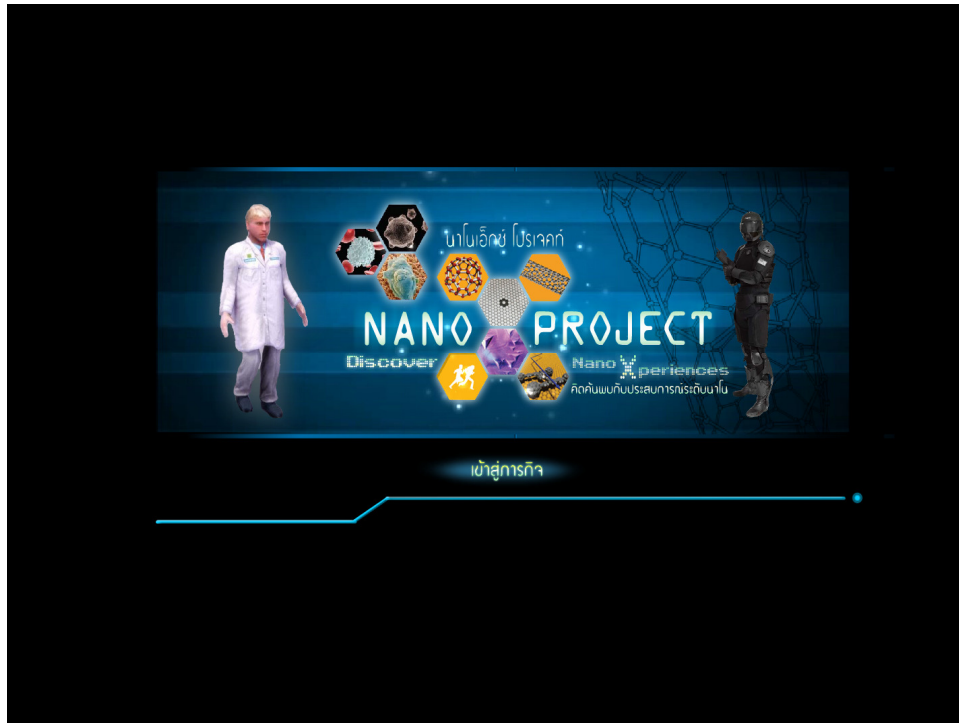 นาโนเอ็กซ์ โปรเจคท์
NANO PROJECT
Discover Nano Xperiences
คิดค้นพบกับประสบการณ์ระดับนาโน
เข้าสู่ภารกิจ